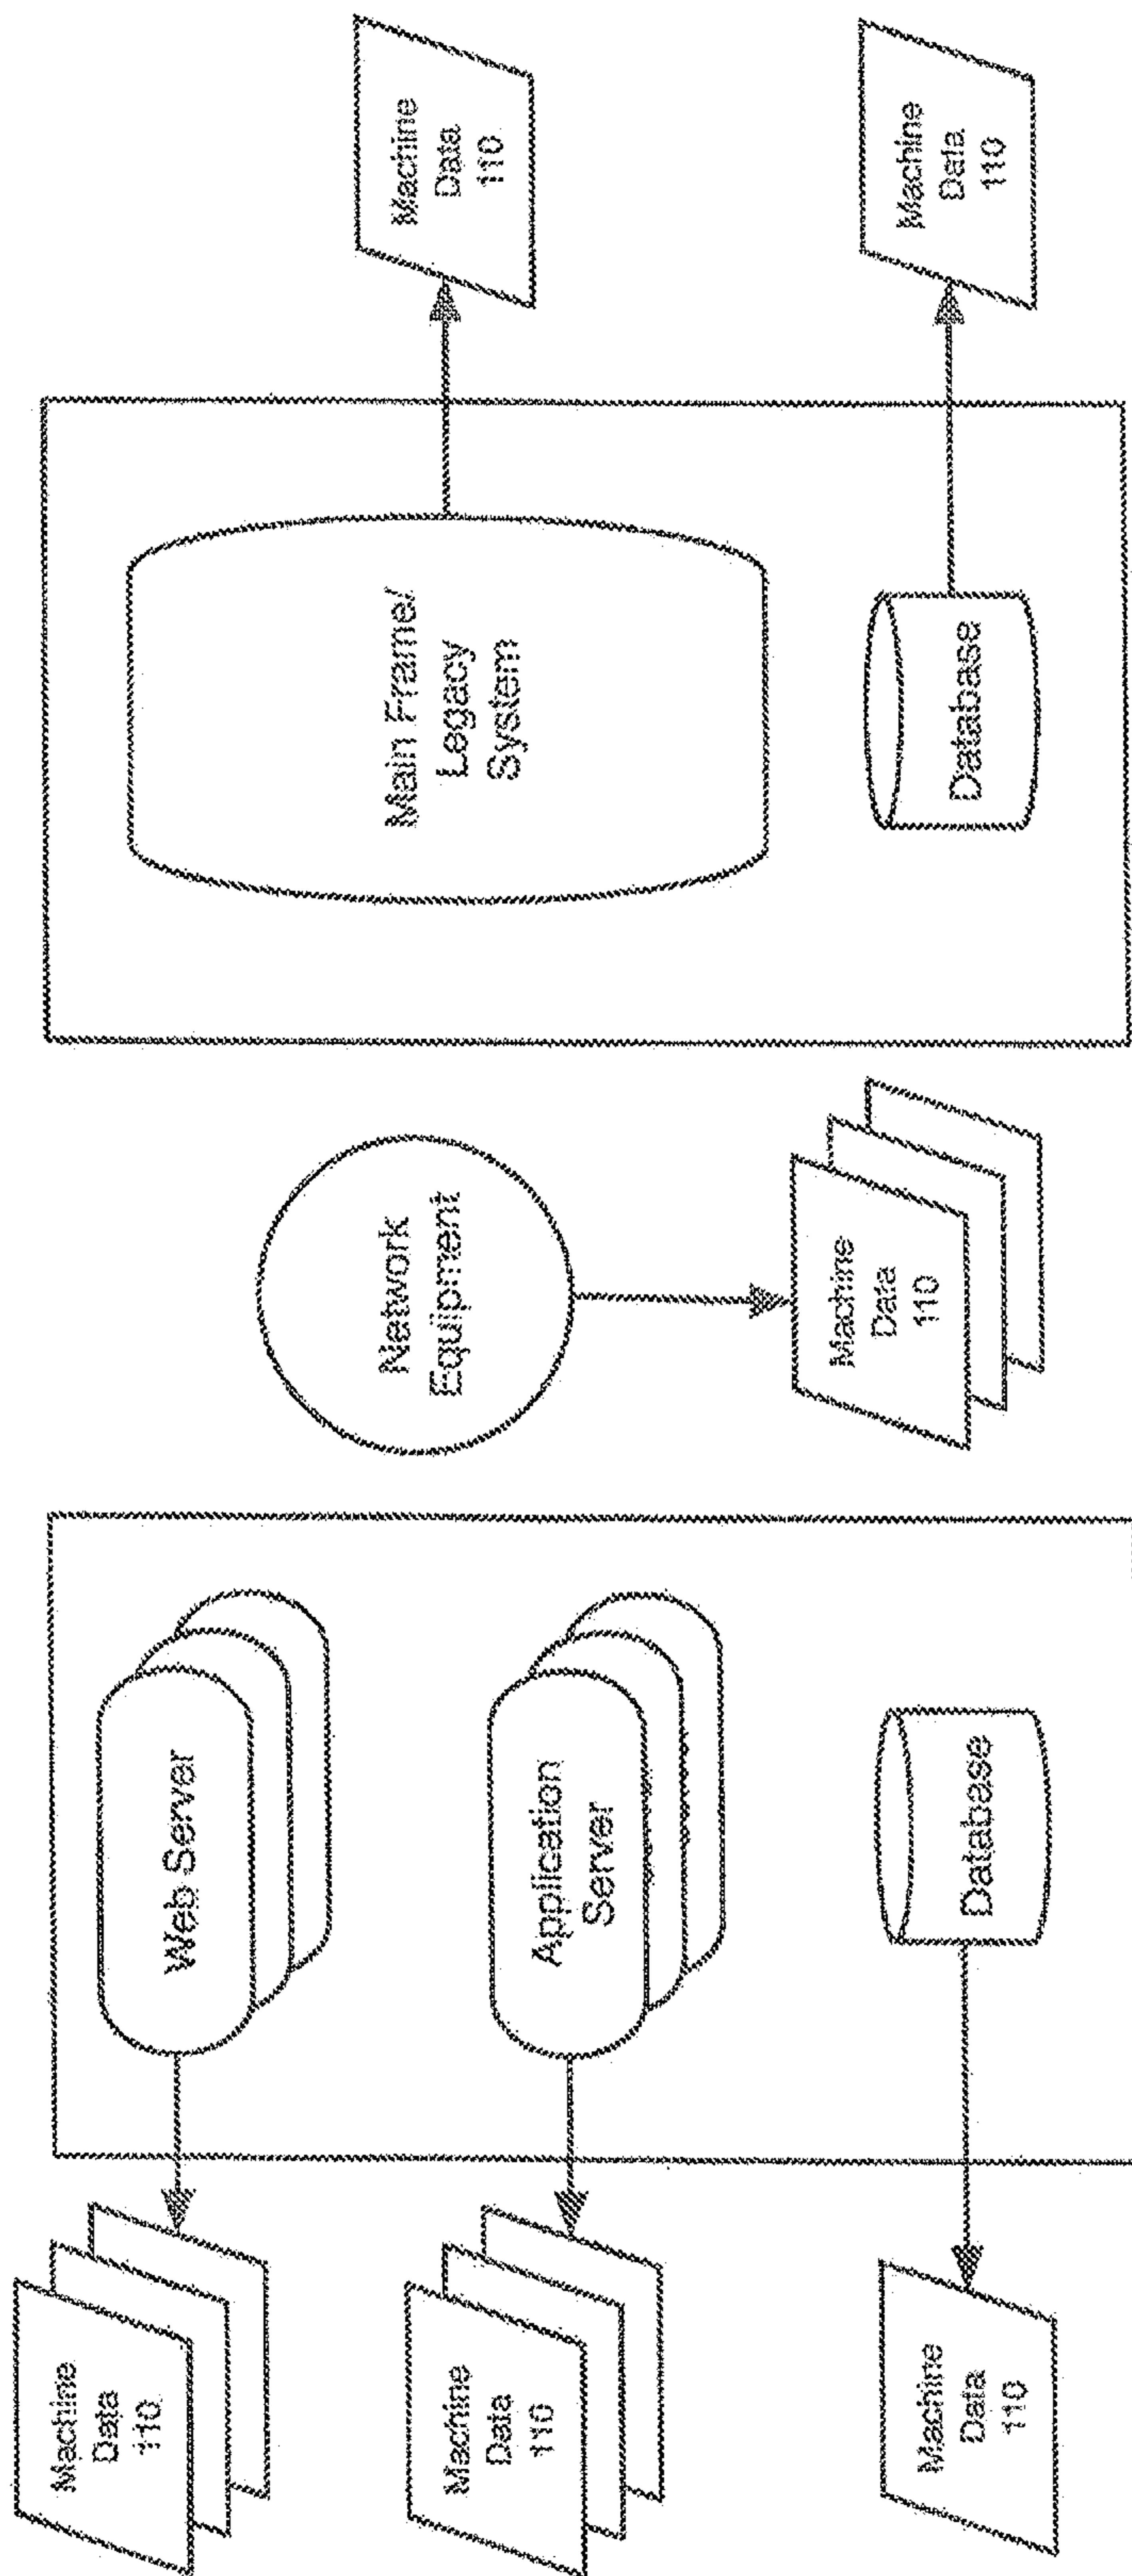 Machine
Data
110
Web Server
Machine
Data
110
Application
Server
Machine
Data
110
Database
Network
Equipment
Machine
Data
110
Main Frame/
Legacy
System
Machine
Data
110
Database
Machine
Data
110